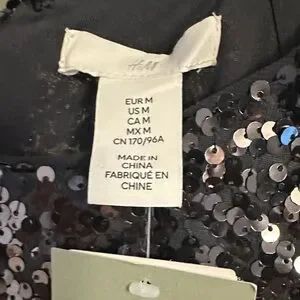 H&M
EUR M
US M
CA M
MX M
CN 170/96A
MADE IN
CHINA
FABRIQUÉ EN
CHINE